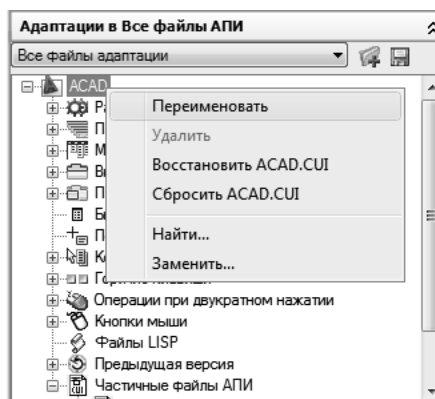 Адаптации в Все файлы АПИ
Все файлы адаптации
ACAD
Переименовать
Удалить
Восстановить ACAD.CUI
Сбросить ACAD.CUI
Найти...
Заменить...
Операции при двукратном нажатии
Кнопки мыши
Файлы LISP
Предыдущая версия
Частичные файлы АПИ